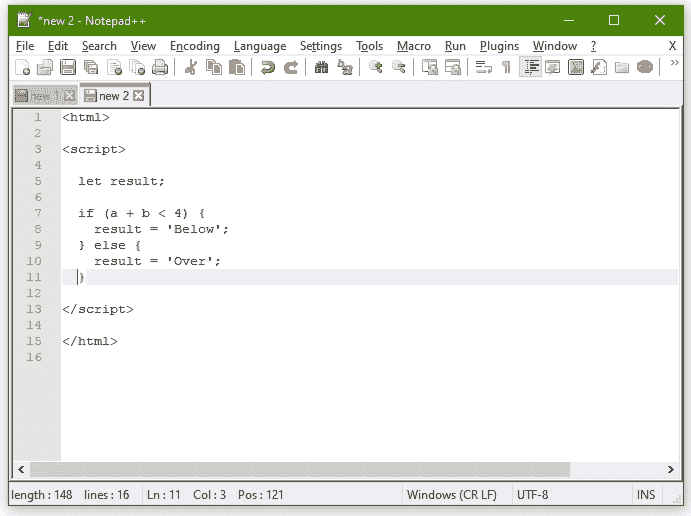 *new 2 - Notepad++
File Edit Search View Encoding Language Settings Tools Macro Run Plugins Window ? X
new 1 new 2
1 <html>
2
3 <script>
4
5 let result;
6
7 if (a + b < 4) {
8 result = 'Below';
9 } else {
10 result = 'Over';
11 }
12
13 </script>
14
15 </html>
16
length : 148 lines : 16 Ln : 11 Col : 3 Pos : 121 Windows (CR LF) UTF-8 INS